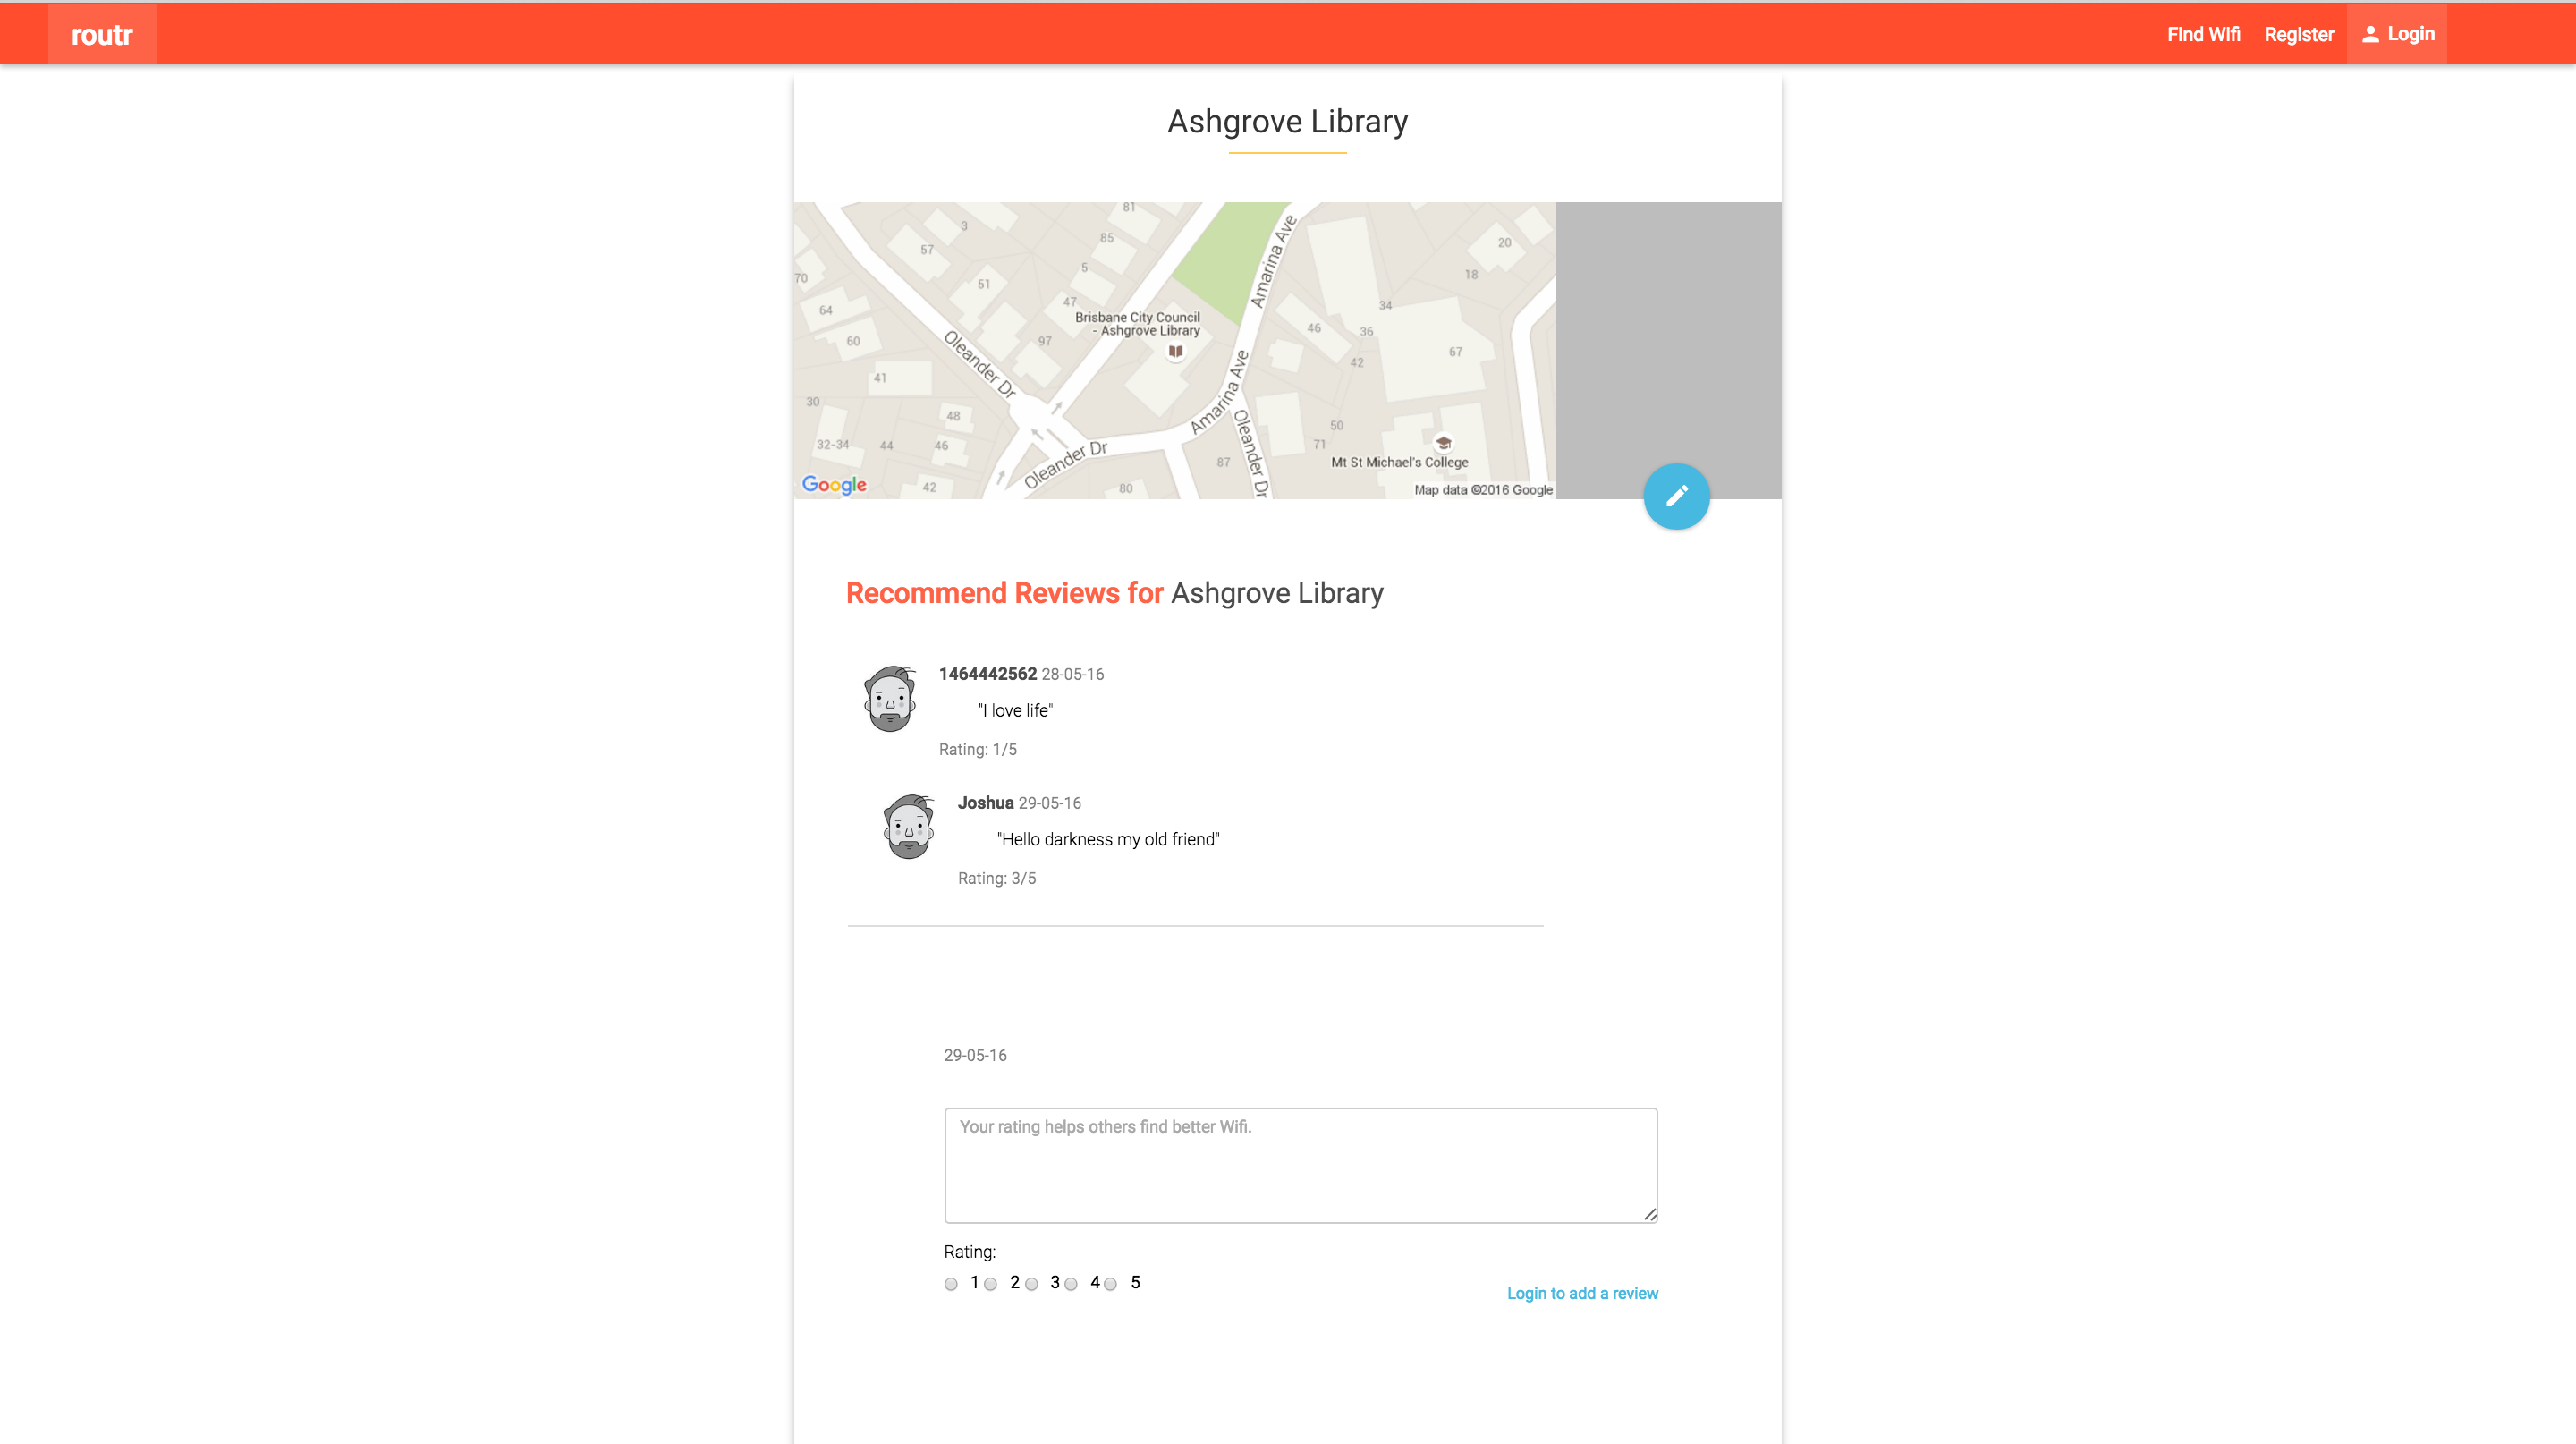 routr
Find Wifi
Register
Login
Ashgrove Library
81
3
57
85
5
20
18
70
51
47
64
34
Brisbane City Council
- Ashgrove Library
46
36
60
97
67
42
41
30
48
32-34
44
46
50
71
87
42
80
Oleander Dr
Oleander Dr
Oleander Dr
Amarina Ave
Amarina Ave
Mt St Michael's College
Google
Map data ©2016 Google
Recommend Reviews for Ashgrove Library
1464442562 28-05-16
"I love life"
Rating: 1/5
Joshua 29-05-16
"Hello darkness my old friend"
Rating: 3/5
29-05-16
Your rating helps others find better Wifi.
Rating:
1 2 3 4 5
Login to add a review